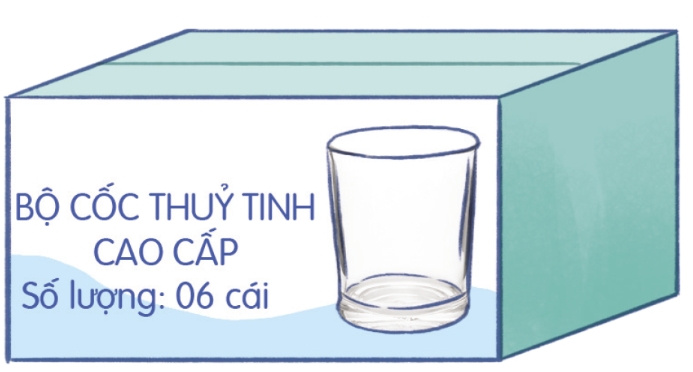 BỘ CỐC THUỶ TINH
CAO CẤP
Số lượng: 06 cái